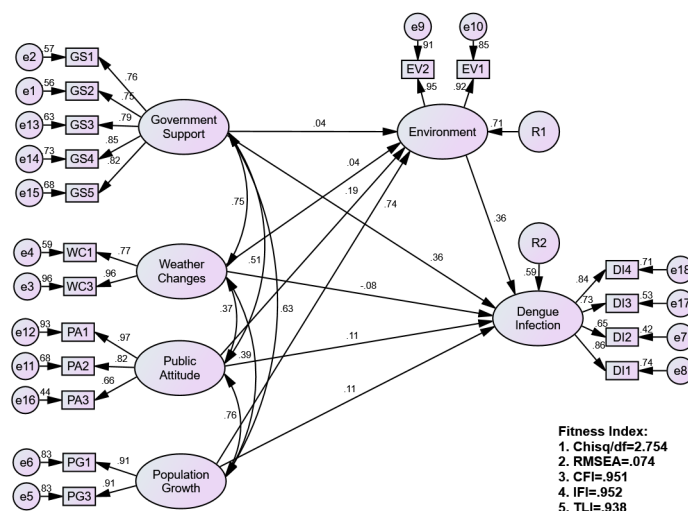 e9
e10
.91
.85
EV2
EV1
.95
.92
e2
.57
GS1
.76
e1
.56
GS2
.75
e13
.63
GS3
.79
e14
.73
GS4
.85
e15
.68
GS5
.82
Government
Support
.04
Environment
.71
R1
.04
.19
.74
.75
.51
.63
.36
.36
R2
.59
e4
.59
WC1
.77
e3
.96
WC3
.96
Weather
Changes
-.08
.37
.39
Dengue
Infection
.84
DI4
.71
e18
.73
DI3
.53
e17
.65
DI2
.42
e7
.86
DI1
.74
e8
e12
.93
PA1
.97
e11
.68
PA2
.82
e16
.44
PA3
.66
Public
Attitude
.11
.76
.11
e6
.83
PG1
.91
e5
.83
PG3
.91
Population
Growth
Fitness Index:
1. Chisq/df=2.754
2. RMSEA=.074
3. CFI=.951
4. IFI=.952
5. TLI=.938